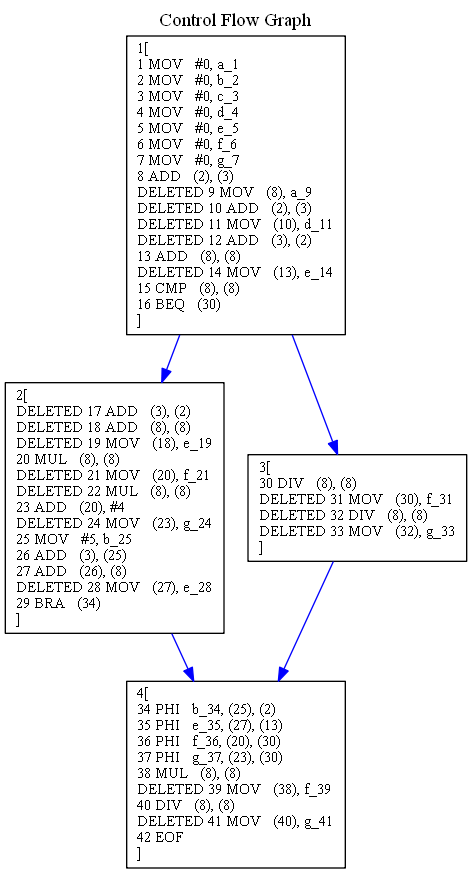 Control Flow Graph
1[
1 MOV #0, a_1
2 MOV #0, b_2
3 MOV #0, c_3
4 MOV #0, d_4
5 MOV #0, e_5
6 MOV #0, f_6
7 MOV #0, g_7
8 ADD (2), (3)
DELETED 9 MOV (8), a_9
DELETED 10 ADD (2), (3)
DELETED 11 MOV (10), d_11
DELETED 12 ADD (3), (2)
13 ADD (8), (8)
DELETED 14 MOV (13), e_14
15 CMP (8), (8)
16 BEQ (30)
]
2[
DELETED 17 ADD (3), (2)
DELETED 18 ADD (8), (8)
DELETED 19 MOV (18), e_19
20 MUL (8), (8)
DELETED 21 MOV (20), f_21
DELETED 22 MUL (8), (8)
23 ADD (20), #4
DELETED 24 MOV (23), g_24
25 MOV #5, b_25
26 ADD (3), (25)
27 ADD (26), (8)
DELETED 28 MOV (27), e_28
29 BRA (34)
]
3[
30 DIV (8), (8)
DELETED 31 MOV (30), f_31
DELETED 32 DIV (8), (8)
DELETED 33 MOV (32), g_33
]
4[
34 PHI b_34, (25), (2)
35 PHI e_35, (27), (13)
36 PHI f_36, (20), (30)
37 PHI g_37, (23), (30)
38 MUL (8), (8)
DELETED 39 MOV (38), f_39
40 DIV (8), (8)
DELETED 41 MOV (40), g_41
42 EOF
]